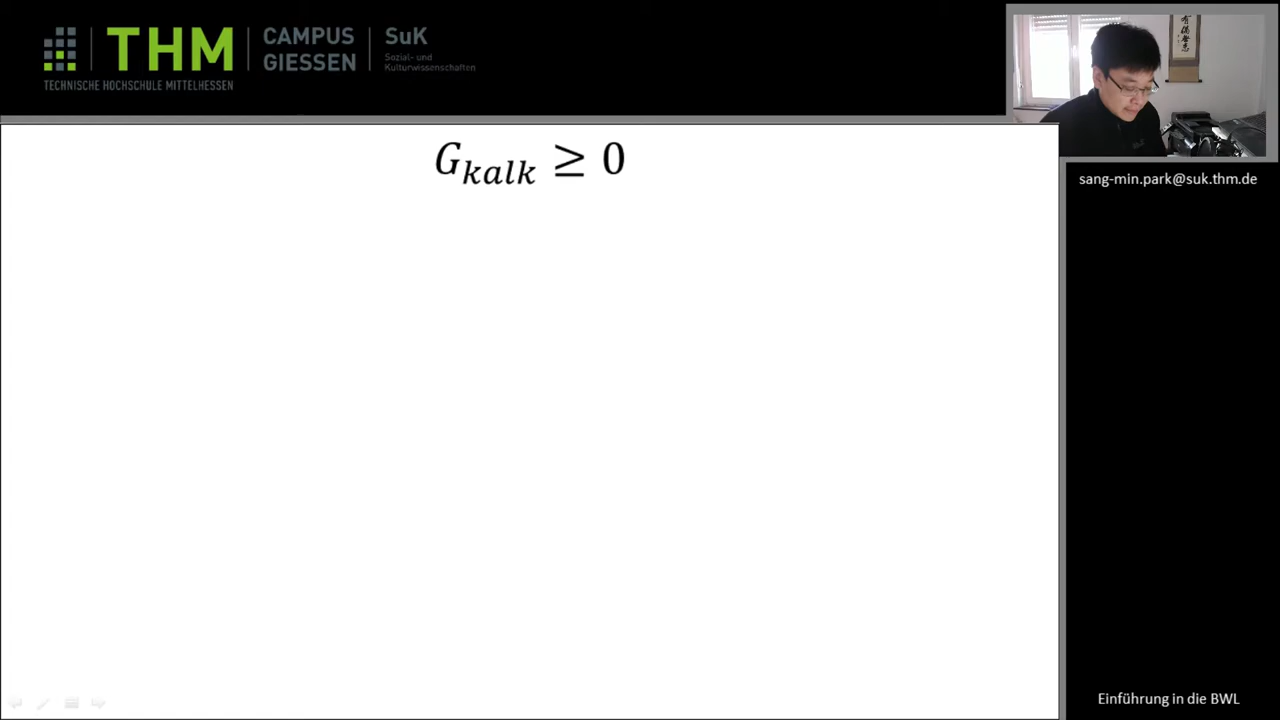 THM
CAMPUS
GIESSEN
SuK
Sozial- und
Kulturwissenschaften
TECHNISCHE HOCHSCHULE MITTELHESSEN
G_kalk ≥ 0
sang-min.park@suk.thm.de
Einführung in die BWL